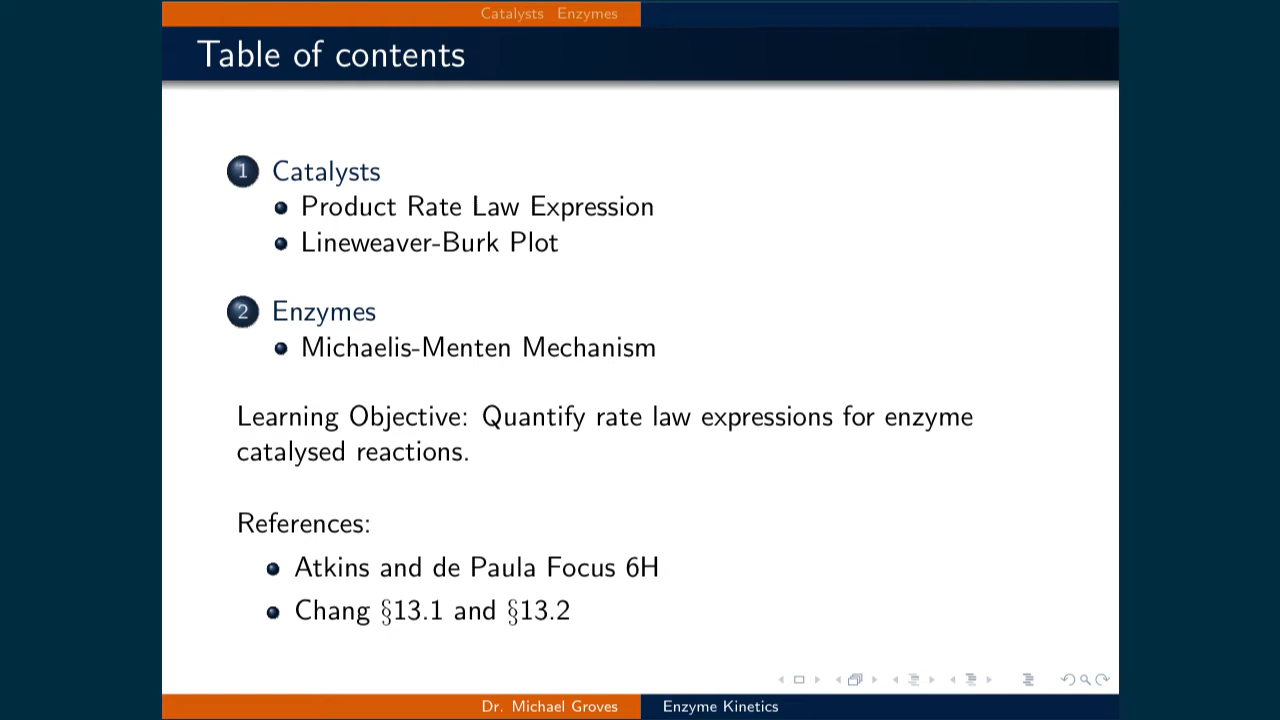 Catalysts Enzymes
Table of contents
1 Catalysts
Product Rate Law Expression
Lineweaver-Burk Plot
2 Enzymes
Michaelis-Menten Mechanism
Learning Objective: Quantify rate law expressions for enzyme
catalysed reactions.
References:
Atkins and de Paula Focus 6H
Chang §13.1 and §13.2
Dr. Michael Groves Enzyme Kinetics